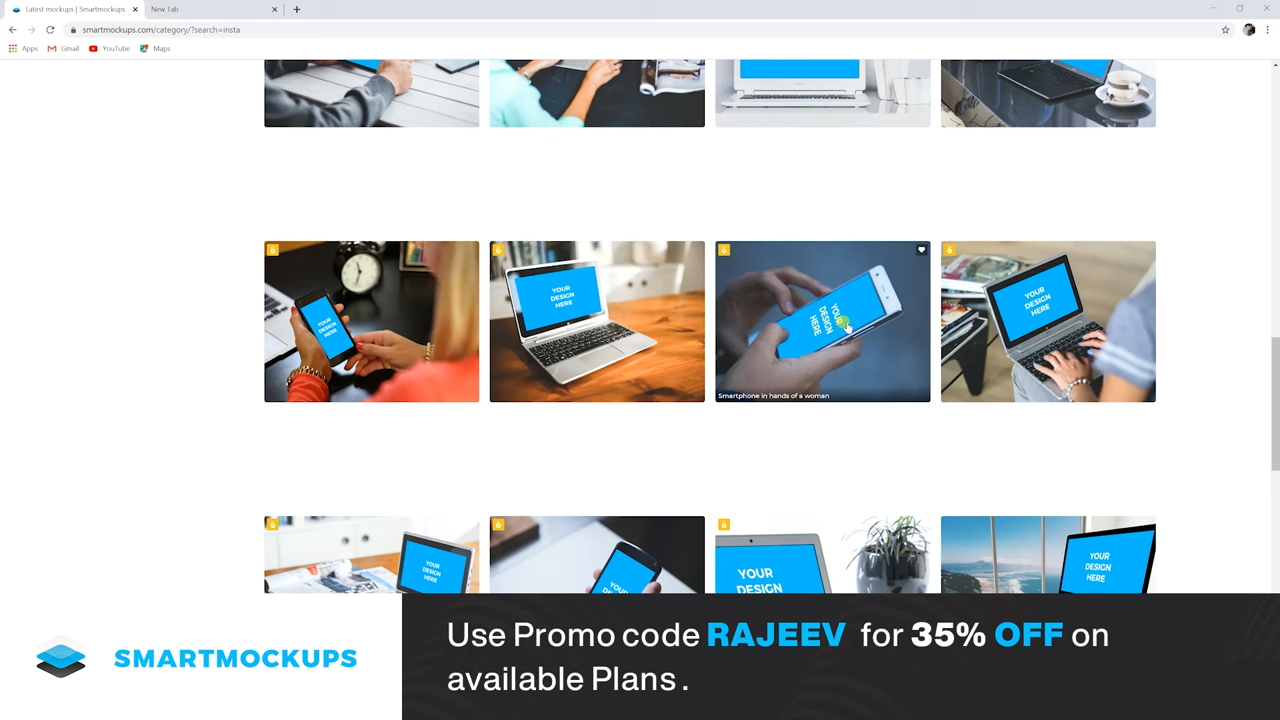 Latest mockups | Smartmockups
New Tab
smartmockups.com/category/?search=insta
Apps
Gmail
YouTube
Maps
YOUR
DESIGN
HERE
YOUR
DESIGN
HERE
YOUR
DESIGN
HERE
Smartphone in hands of a woman
YOUR
DESIGN
HERE
YOUR
DESIGN
HERE
YOUR
YOUR
DESIGN
YOUR
DESIGN
HERE
SMARTMOCKUPS
Use Promo code RAJEEV for 35% OFF on
available Plans .